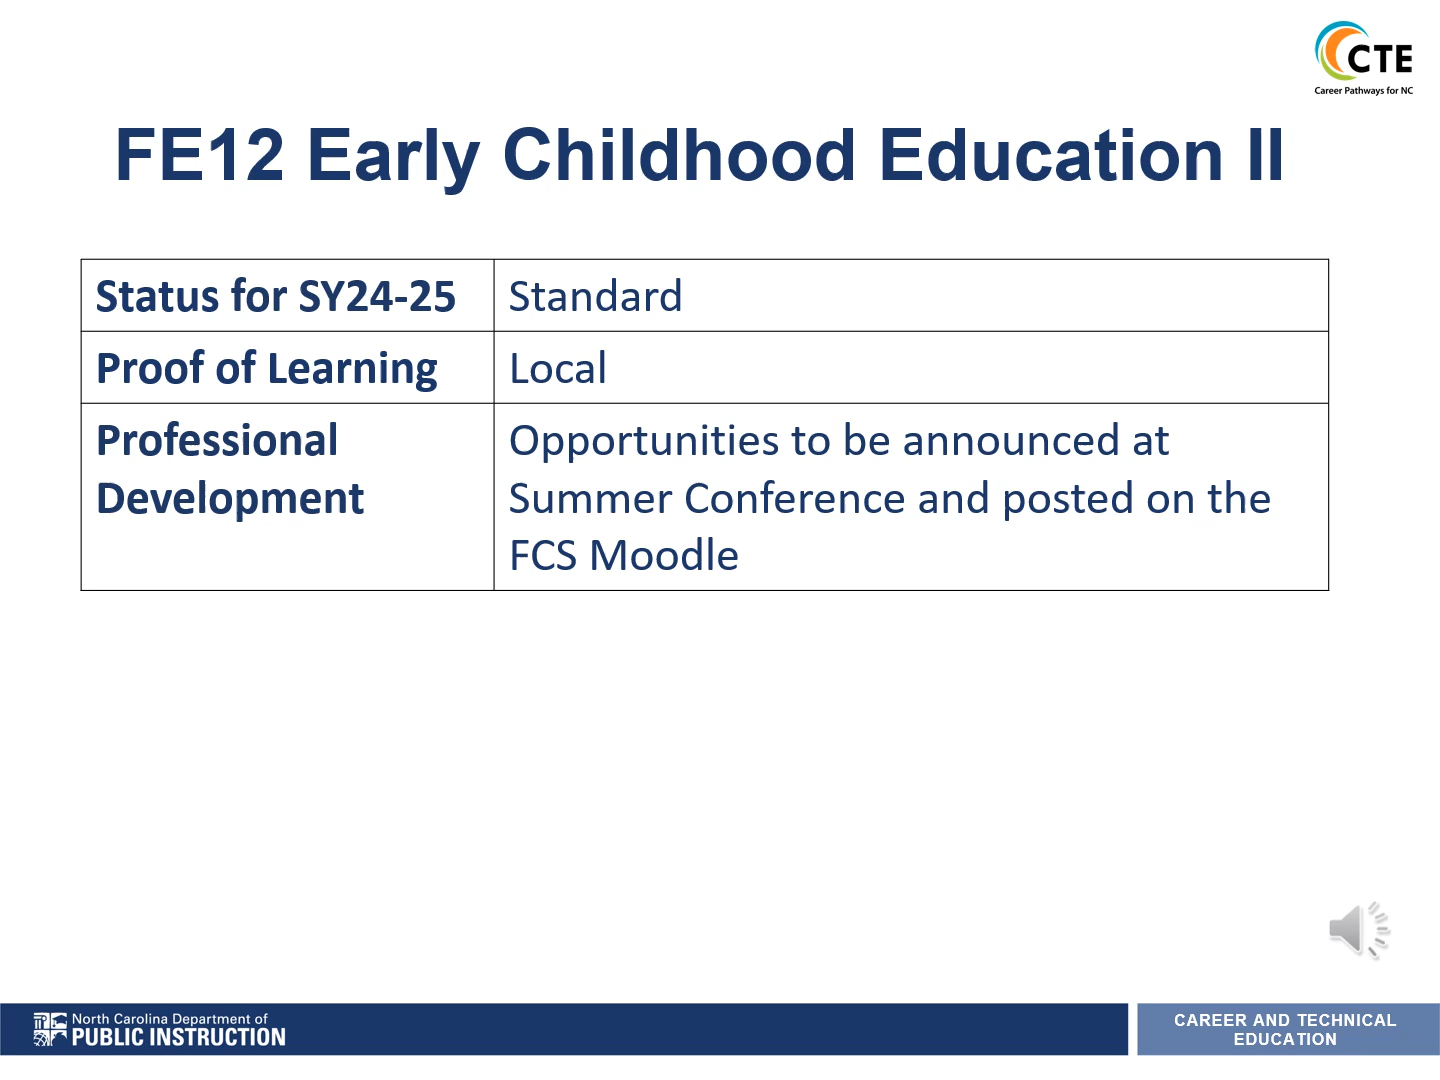 CTE
Career Pathways for NC
FE12 Early Childhood Education II
Status for SY24-25
Standard
Proof of Learning
Local
Professional
Development
Opportunities to be announced at
Summer Conference and posted on the
FCS Moodle
North Carolina Department of
PUBLIC INSTRUCTION
CAREER AND TECHNICAL
EDUCATION